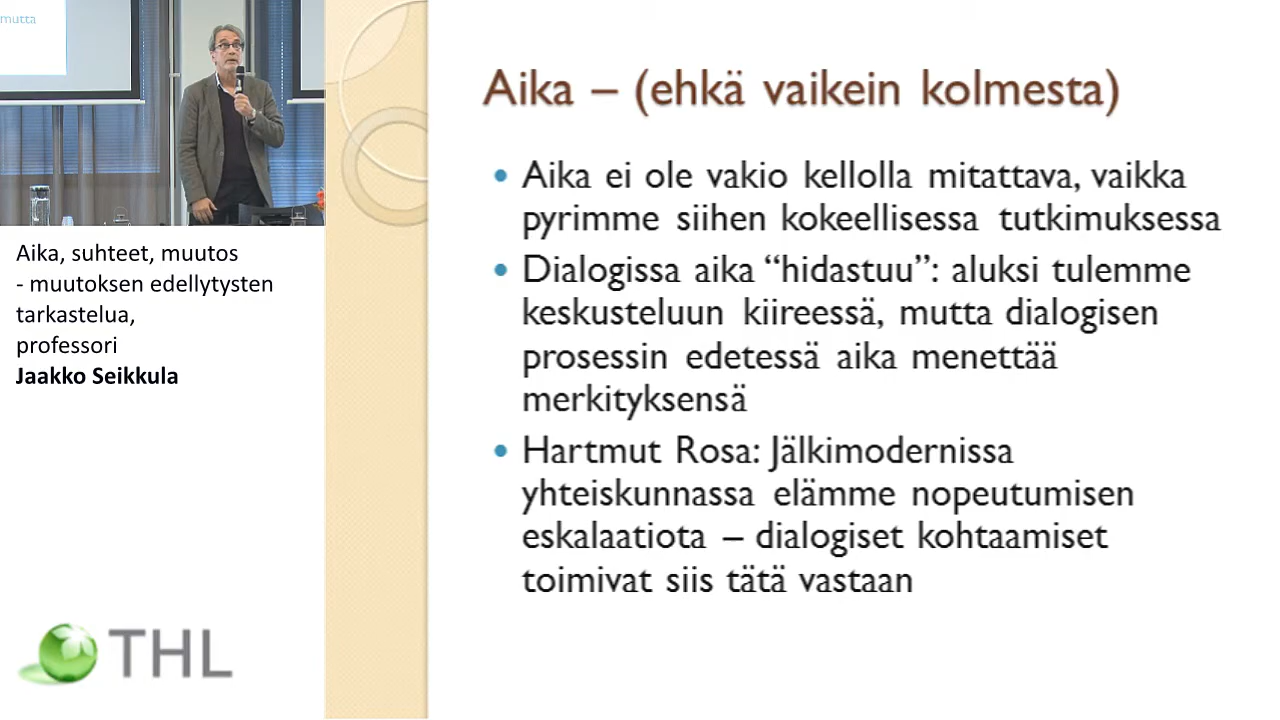 mutta
Aika, suhteet, muutos
- muutoksen edellytysten
tarkastelua,
professori
Jaakko Seikkula
THL
Aika – (ehkä vaikein kolmesta)
• Aika ei ole vakio kellolla mitattava, vaikka
pyrimme siihen kokeellisessa tutkimuksessa
• Dialogissa aika “hidastuu”: aluksi tulemme
keskusteluun kiireessä, mutta dialogisen
prosessin edetessä aika menettää
merkityksensä
• Hartmut Rosa: Jälkimodernissa
yhteiskunnassa elämme nopeutumisen
eskalaatiota – dialogiset kohtaamiset
toimivat siis tätä vastaan